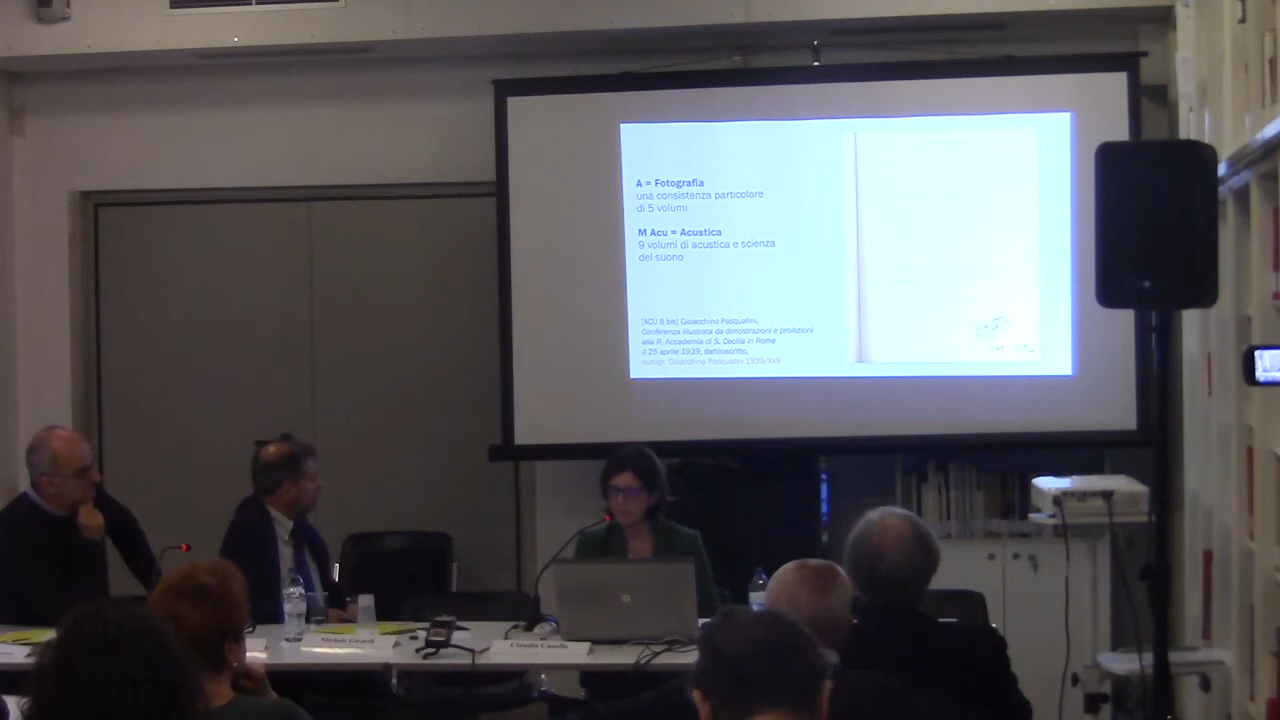 A = Fotografia
una consistenza particolare
di 5 volumi
M Acu = Acustica
9 volumi di acustica e scienza
del suono
[ACU 8 bis] Gioacchino Pasqualini,
Conferenza illustrata da dimostrazioni e proiezioni
alla R. Accademia di S. Cecilia in Roma
il 25 aprile 1939, dattiloscritto,
autogr. Gioacchino Pasqualini 1939/XVII
Michele Girardi
Claudia Canella